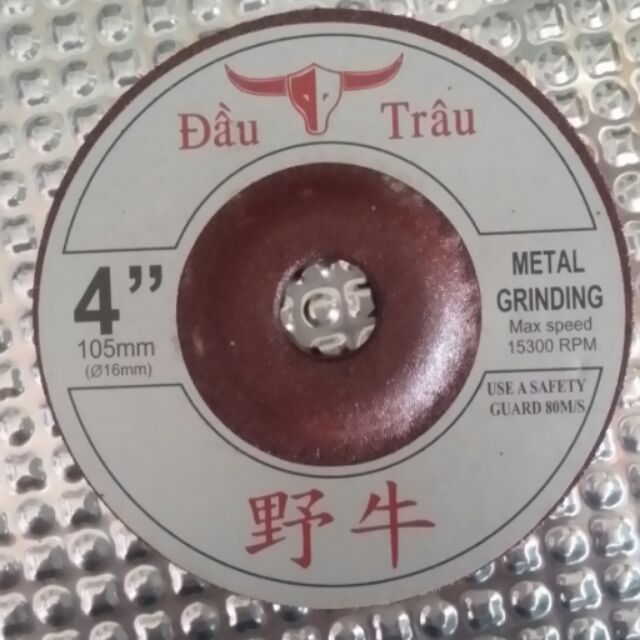 Đầu Trâu
4”
105mm
(Ø16mm)
METAL
GRINDING
Max speed
15300 RPM
USE A SAFETY
GUARD 80M/S
野牛